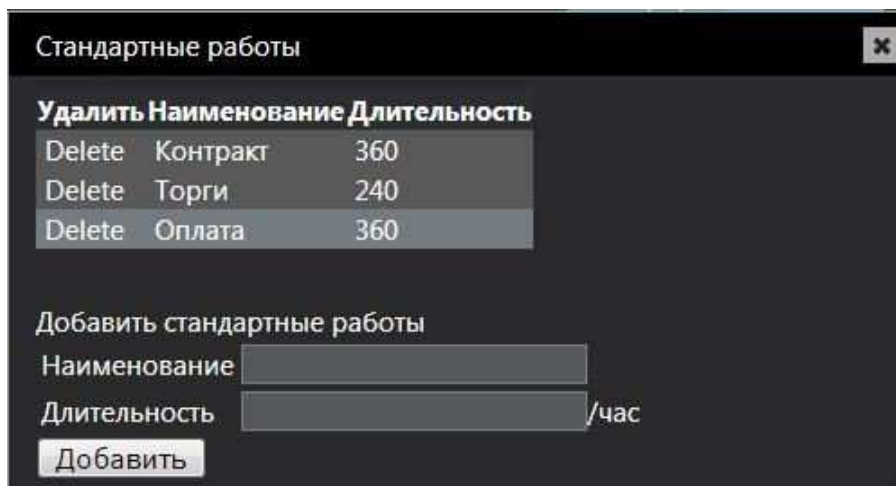 Стандартные работы
Удалить Наименование Длительность
Delete Контракт 360
Delete Торги 240
Delete Оплата 360
Добавить стандартные работы
Наименование
Длительность /час
Добавить